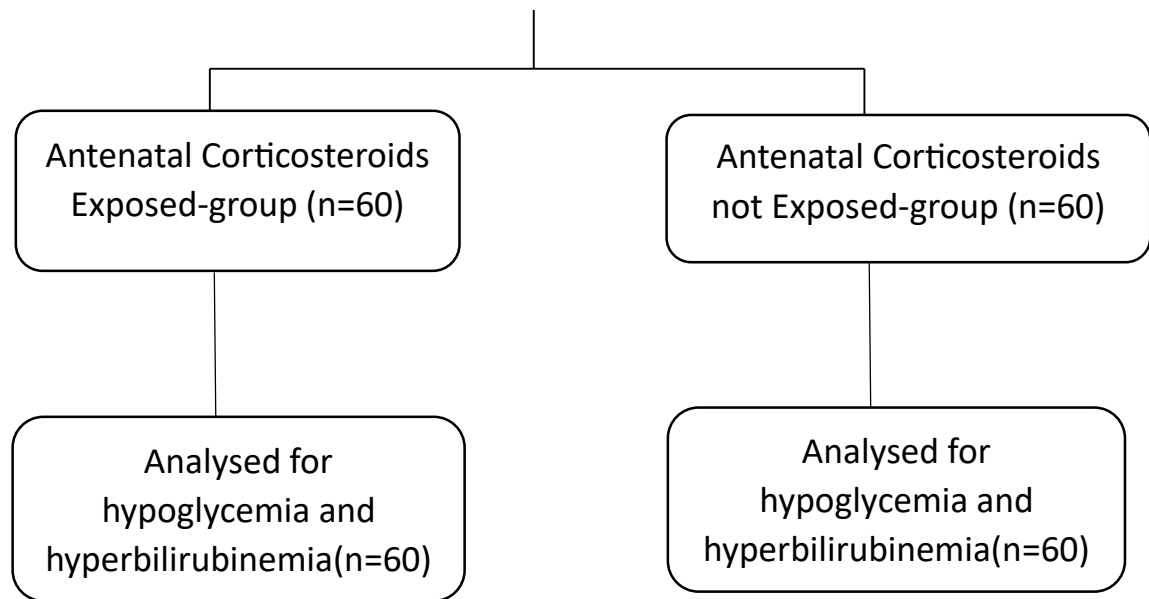 Antenatal Corticosteroids
Exposed-group (n=60)
Antenatal Corticosteroids
not Exposed-group (n=60)
Analysed for
hypoglycemia and
hyperbilirubinemia(n=60)
Analysed for
hypoglycemia and
hyperbilirubinemia(n=60)